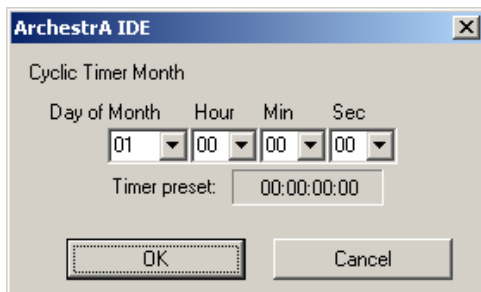 ArchestrA IDE
Cyclic Timer Month
Day of Month Hour Min Sec
01 00 00 00
Timer preset: 00:00:00:00
OK Cancel